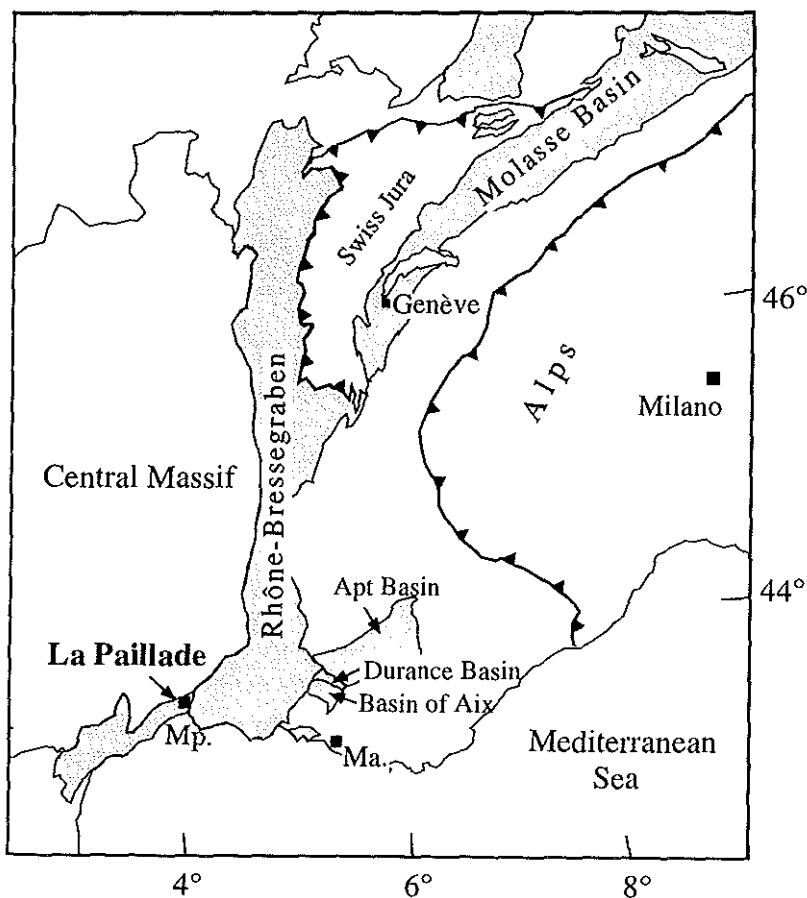 Molasse Basin
Swiss Jura
Genève
46°
Alps
Milano
Central Massif
Rhône-Bressegraben
44°
Apt Basin
La Paillade
Durance Basin
Basin of Aix
Mp.
Ma.
Mediterranean
Sea
4°
6°
8°